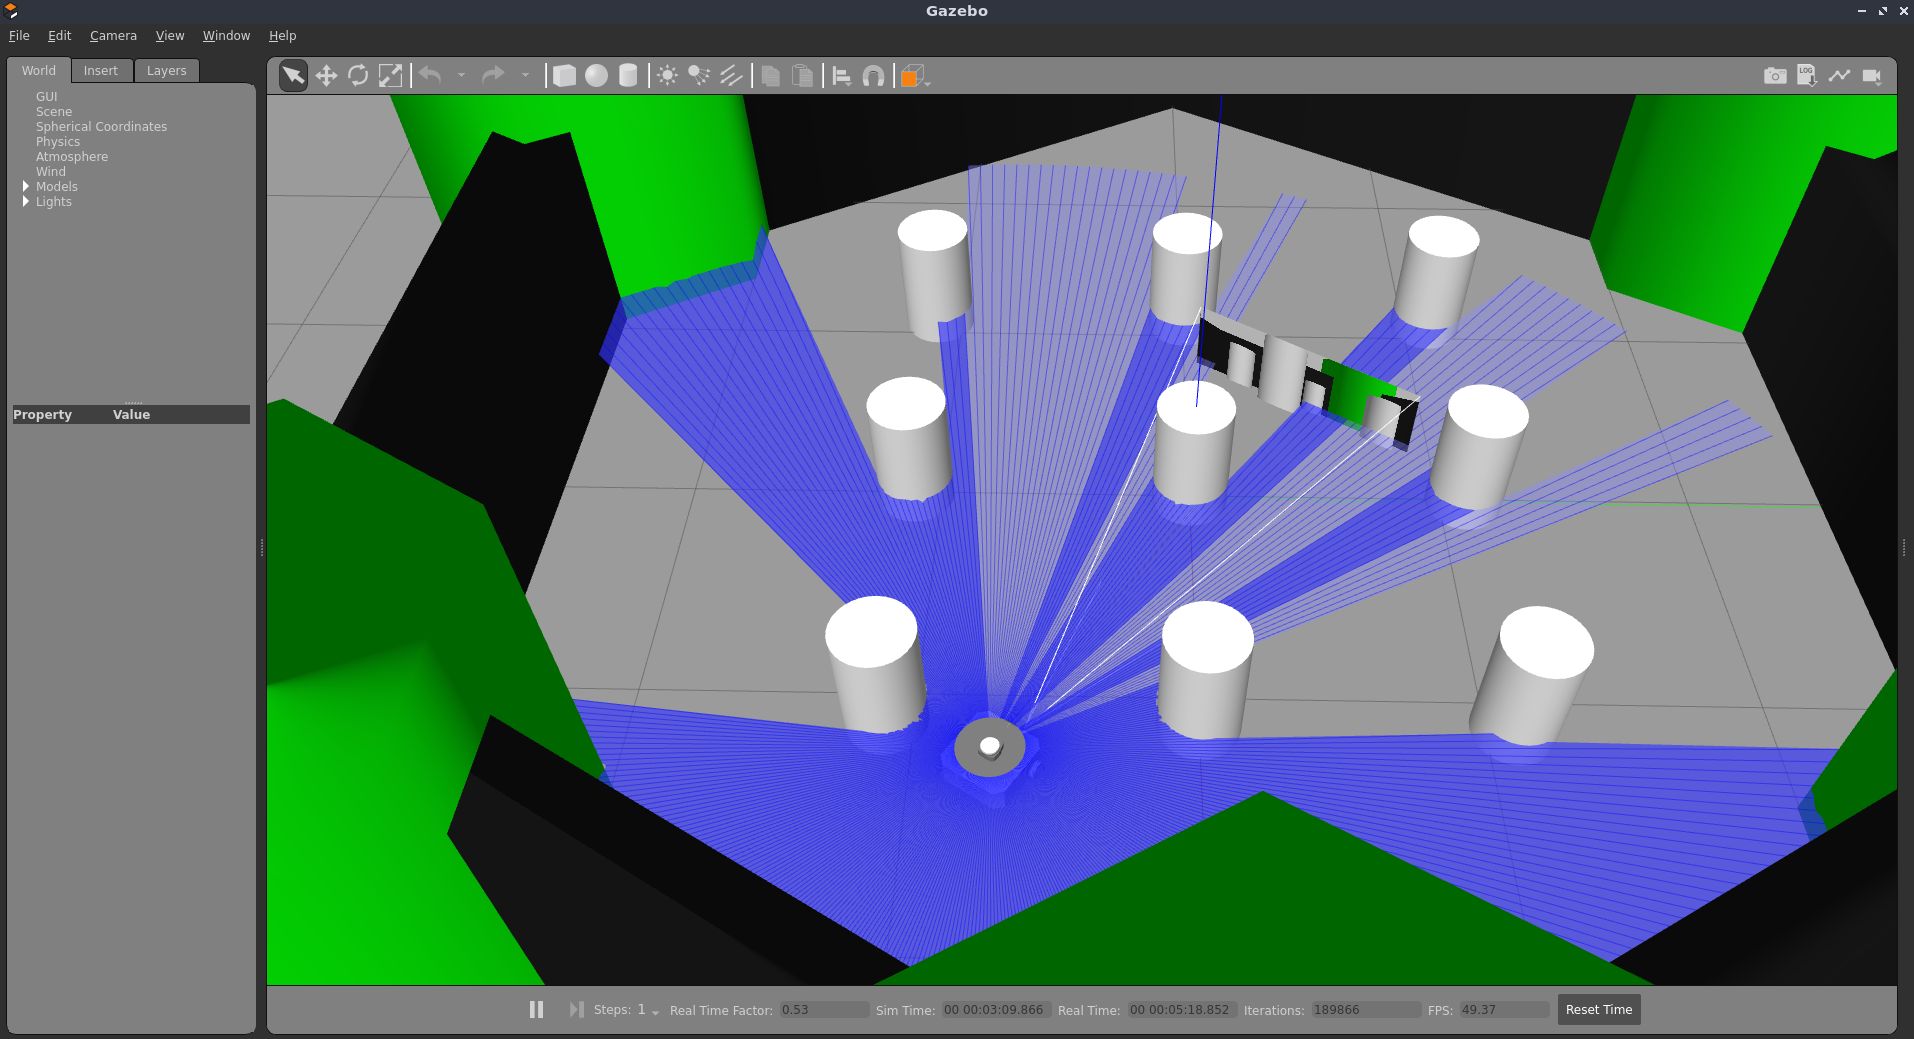 Gazebo
File Edit Camera View Window Help
World Insert Layers
LOG
GUI
Scene
Spherical Coordinates
Physics
Atmosphere
Wind
Models
Lights
Property Value
Steps: 1 Real Time Factor: 0.53 Sim Time: 00 00:03:09.866 Real Time: 00 00:05:18.852 Iterations: 189866 FPS: 49.37 Reset Time